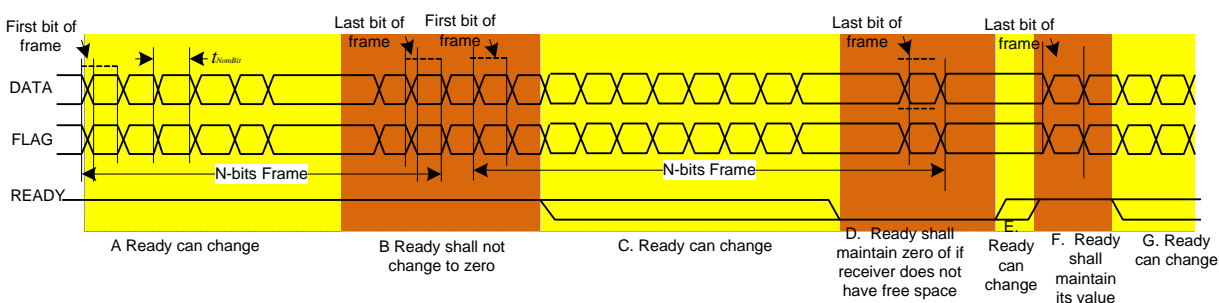 First bit of
frame
tNomBit
Last bit of
frame
First bit of
frame
Last bit of
frame
Last bit of
frame
DATA
FLAG
N-bits Frame
N-bits Frame
READY
A Ready can change
B Ready shall not
change to zero
C. Ready can change
D. Ready shall
maintain zero of if
receiver does not
have free space
E.
Ready
can
change
F. Ready
shall
maintain
its value
G. Ready
can change